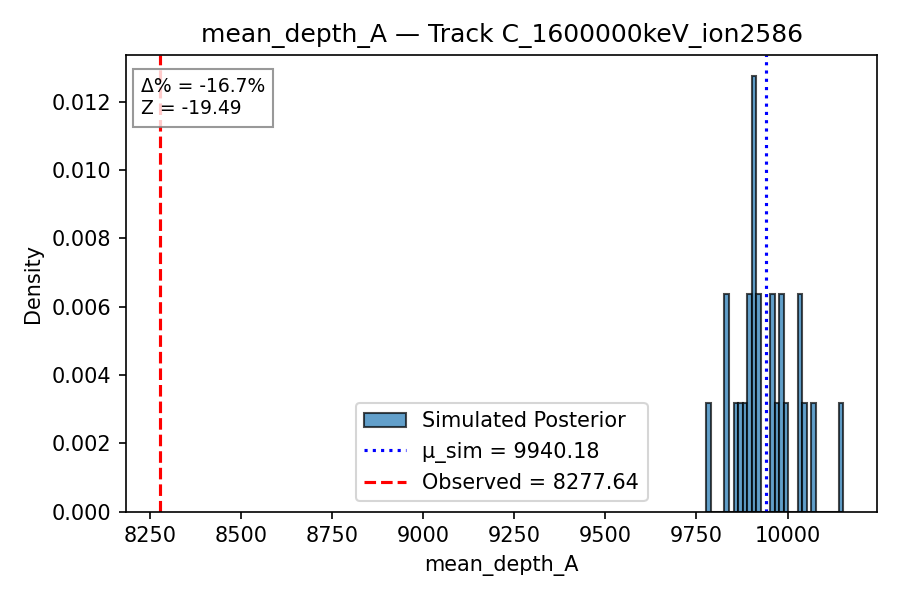 mean_depth_A — Track C_1600000keV_ion2586
Δ% = -16.7%
Z = -19.49
Density
0.012
0.010
0.008
0.006
0.004
0.002
0.000
Simulated Posterior
μ_sim = 9940.18
Observed = 8277.64
8250 8500 8750 9000 9250 9500 9750 10000
mean_depth_A